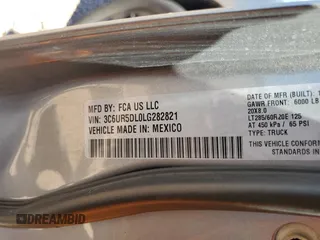 MFD BY: FCA US LLC
VIN: 3C6UR5DL0LG282821
VEHICLE MADE IN: MEXICO
DATE OF MFR. (BUILT)
GAWR FRONT: 6000 LB
20X8.0
LT285/60R20E 125
AT 450 kPa / 65 PSI
TYPE: TRUCK
THIS VEHICLE CONFORMS
STANDARDS IN
DREAMBID